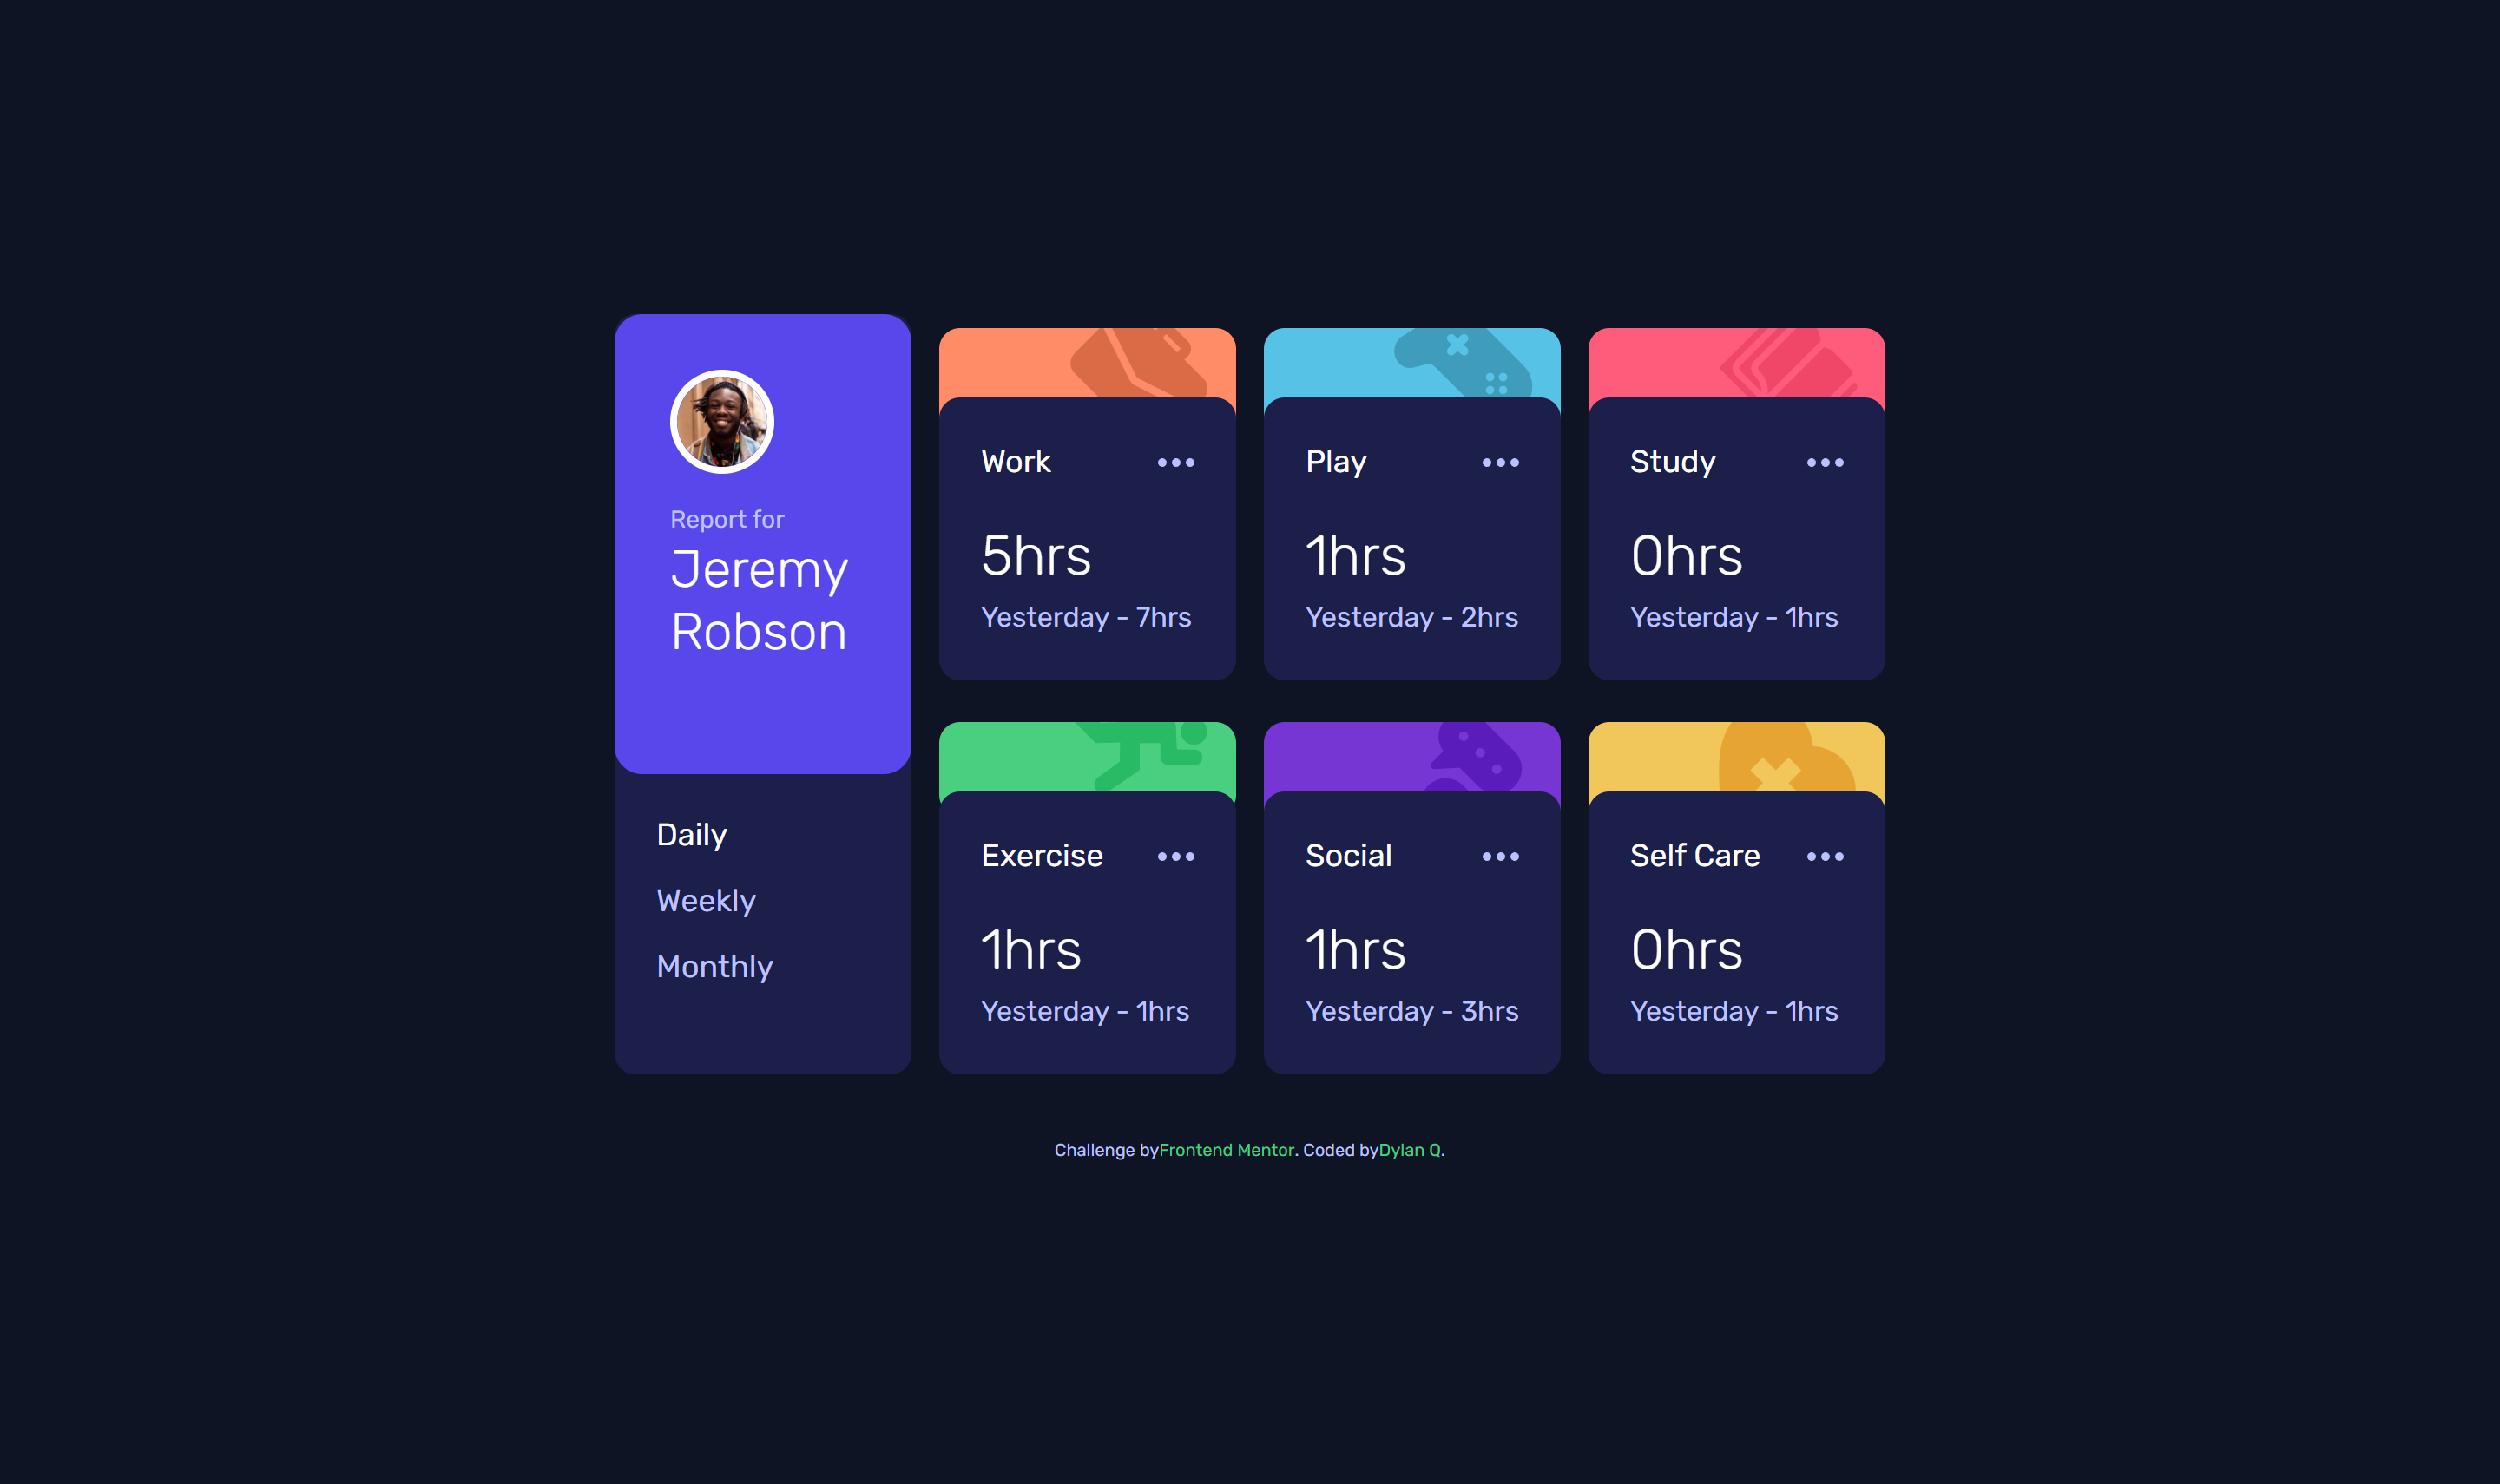 Report for
Jeremy
Robson
Daily
Weekly
Monthly
Work
5hrs
Yesterday - 7hrs
Play
1hrs
Yesterday - 2hrs
Study
0hrs
Yesterday - 1hrs
Exercise
1hrs
Yesterday - 1hrs
Social
1hrs
Yesterday - 3hrs
Self Care
0hrs
Yesterday - 1hrs
Challenge byFrontend Mentor. Coded byDylan Q.